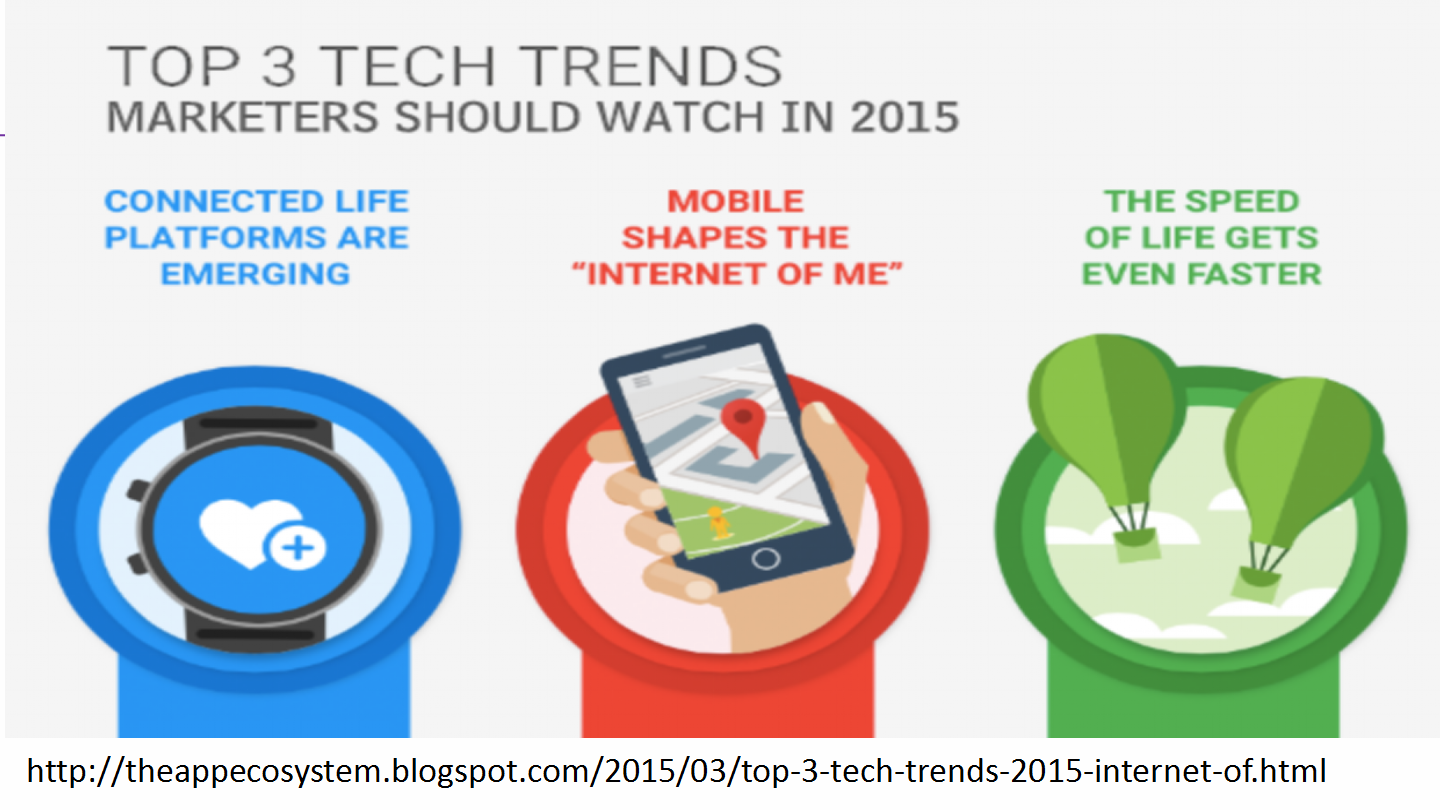 TOP 3 TECH TRENDS
MARKETERS SHOULD WATCH IN 2015
CONNECTED LIFE
PLATFORMS ARE
EMERGING
MOBILE
SHAPES THE
“INTERNET OF ME”
THE SPEED
OF LIFE GETS
EVEN FASTER
http://theappecosystem.blogspot.com/2015/03/top-3-tech-trends-2015-internet-of.html